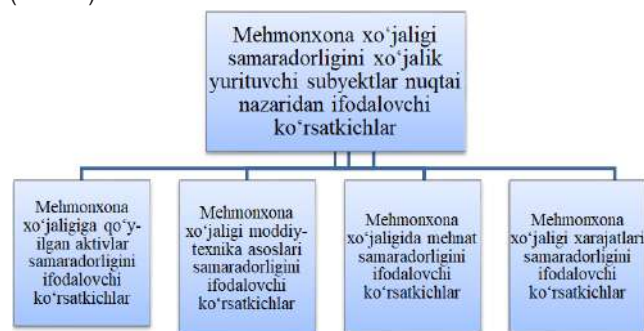 Mehmonxona xo‘jaligi
samaradorligini xo‘jalik
yurituvchi subyektlar nuqtai
nazaridan ifodalovchi
ko‘rsatkichlar
Mehmonxona
xo‘jaligiga qo‘y-
ilgan aktivlar
samaradorligini
ifodalovchi
ko‘rsatkichlar
Mehmonxona
xo‘jaligi moddiy-
texnika asoslari
samaradorligini
ifodalovchi
ko‘rsatkichlar
Mehmonxona
xo‘jaligida mehnat
samaradorligini
ifodalovchi
ko‘rsatkichlar
Mehmonxona
xo‘jaligi xarajatlari
samaradorligini
ifodalovchi
ko‘rsatkichlar